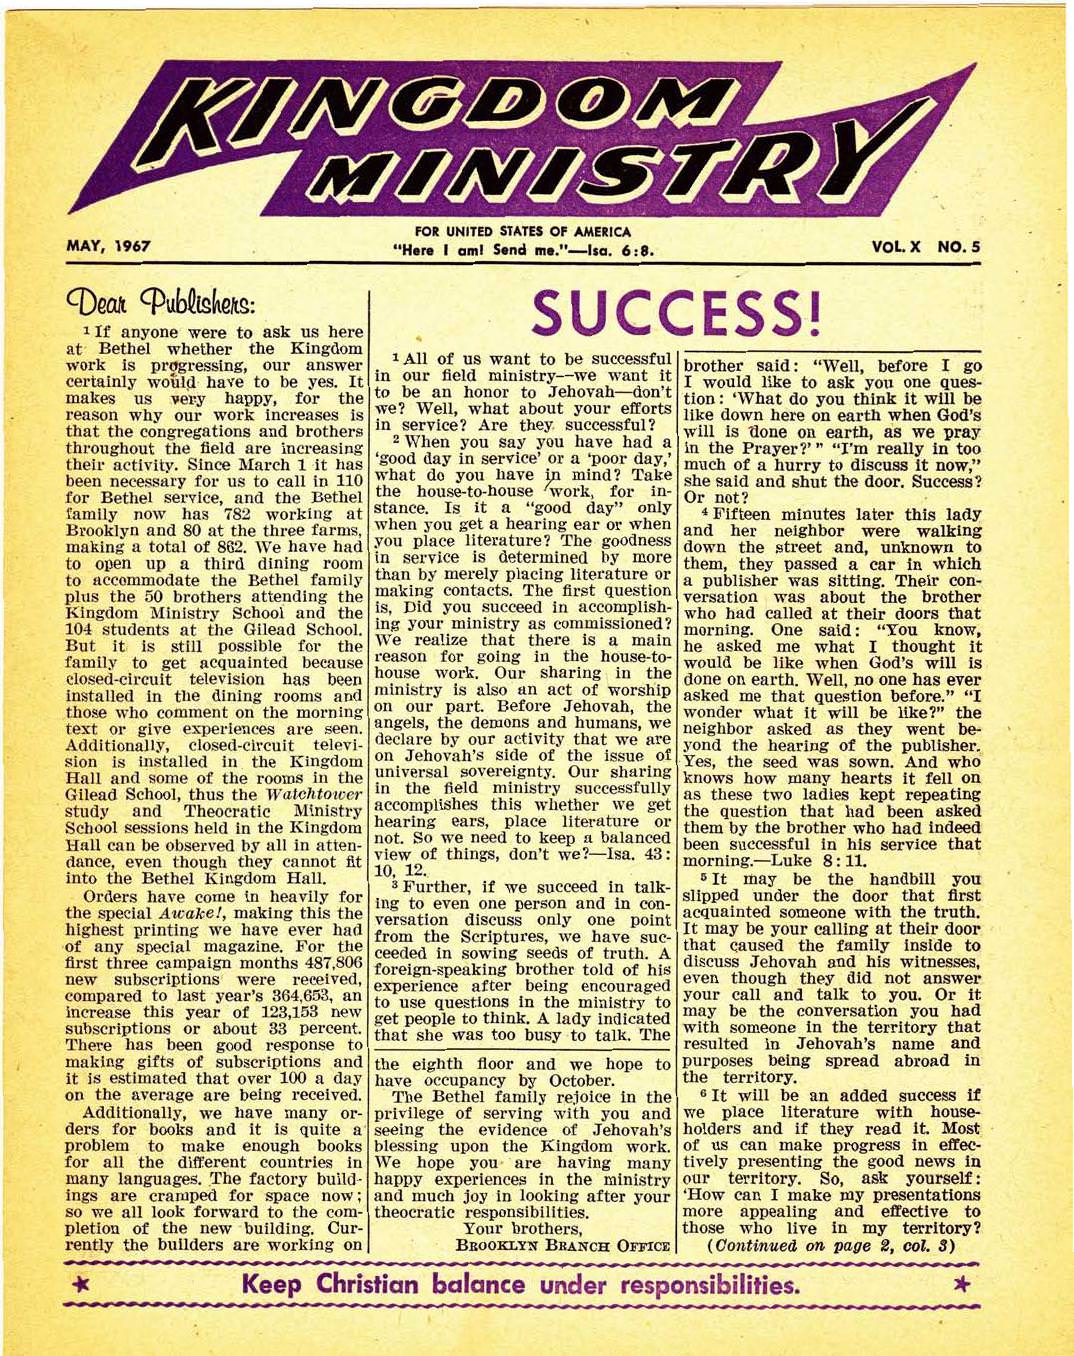 KINGDOM
MINISTRY
FOR UNITED STATES OF AMERICA
MAY, 1967
"Here I am! Send me."—Isa. 6:8.
VOL. X NO. 5
Dear Publishers:
1 If anyone were to ask us here
at Bethel whether the Kingdom
work is progressing, our answer
certainly would have to be yes. It
makes us very happy, for the
reason why our work increases is
that the congregations and brothers
throughout the field are increasing
their activity. Since March 1 it has
been necessary for us to call in 110
for Bethel service, and the Bethel
family now has 782 working at
Brooklyn and 80 at the three farms,
making a total of 862. We have had
to open up a third dining room
to accommodate the Bethel family
plus the 50 brothers attending the
Kingdom Ministry School and the
104 students at the Gilead School.
But it is still possible for the
family to get acquainted because
closed-circuit television has been
installed in the dining rooms and
those who comment on the morning
text or give experiences are seen.
Additionally, closed-circuit televi-
sion is installed in the Kingdom
Hall and some of the rooms in the
Gilead School, thus the Watchtower
study and Theocratic Ministry
School sessions held in the Kingdom
Hall can be observed by all in atten-
dance, even though they cannot fit
into the Bethel Kingdom Hall.
Orders have come in heavily for
the special Awake!, making this the
highest printing we have ever had
of any special magazine. For the
first three campaign months 487,806
new subscriptions were received,
compared to last year's 364,653, an
increase this year of 123,153 new
subscriptions or about 33 percent.
There has been good response to
making gifts of subscriptions and
it is estimated that over 100 a day
on the average are being received.
Additionally, we have many or-
ders for books and it is quite a
problem to make enough books
for all the different countries in
many languages. The factory build-
ings are cramped for space now;
so we all look forward to the com-
pletion of the new building. Cur-
rently the builders are working on
the eighth floor and we hope to
have occupancy by October.
The Bethel family rejoice in the
privilege of serving with you and
seeing the evidence of Jehovah's
blessing upon the Kingdom work.
We hope you are having many
happy experiences in the ministry
and much joy in looking after your
theocratic responsibilities.
Your brothers,
BROOKLYN BRANCH OFFICE
SUCCESS!
1 All of us want to be successful
in our field ministry—we want it
to be an honor to Jehovah—don't
we? Well, what about your efforts
in service? Are they successful?
2 When you say you have had a
'good day in service' or a 'poor day,'
what do you have in mind? Take
the house-to-house work, for in-
stance. Is it a "good day" only
when you get a hearing ear or when
you place literature? The goodness
in service is determined by more
than by merely placing literature or
making contacts. The first question
is, Did you succeed in accomplish-
ing your ministry as commissioned?
We realize that there is a main
reason for going in the house-to-
house work. Our sharing in the
ministry is also an act of worship
on our part. Before Jehovah, the
angels, the demons and humans, we
declare by our activity that we are
on Jehovah's side of the issue of
universal sovereignty. Our sharing
in the field ministry successfully
accomplishes this whether we get
hearing ears, place literature or
not. So we need to keep a balanced
view of things, don't we?—Isa. 43:
10, 12.
3 Further, if we succeed in talk-
ing to even one person and in con-
versation discuss only one point
from the Scriptures, we have suc-
ceeded in sowing seeds of truth. A
foreign-speaking brother told of his
experience after being encouraged
to use questions in the ministry to
get people to think. A lady indicated
that she was too busy to talk. The
brother said: "Well, before I go
I would like to ask you one ques-
tion: 'What do you think it will be
like down here on earth when God's
will is done on earth, as we pray
in the Prayer?'" "I'm really in too
much of a hurry to discuss it now,"
she said and shut the door. Success?
Or not?
4 Fifteen minutes later this lady
and her neighbor were walking
down the street and, unknown to
them, they passed a car in which
a publisher was sitting. Their con-
versation was about the brother
who had called at their doors that
morning. One said: "You know,
he asked me what I thought it
would be like when God's will is
done on earth. Well, no one has ever
asked me that question before." "I
wonder what it will be like?" the
neighbor asked as they went be-
yond the hearing of the publisher.
Yes, the seed was sown. And who
knows how many hearts it fell on
as these two ladies kept repeating
the question that had been asked
them by the brother who had indeed
been successful in his service that
morning.—Luke 8:11.
5 It may be the handbill you
slipped under the door that first
acquainted someone with the truth.
It may be your calling at their door
that caused the family inside to
discuss Jehovah and his witnesses,
even though they did not answer
your call and talk to you. Or it
may be the conversation you had
with someone in the territory that
resulted in Jehovah's name and
purposes being spread abroad in
the territory.
6 It will be an added success if
we place literature with house-
holders and if they read it. Most
of us can make progress in effec-
tively presenting the good news in
our territory. So, ask yourself:
'How can I make my presentations
more appealing and effective to
those who live in my territory?
(Continued on page 2, col. 3)
* Keep Christian balance under responsibilities. *